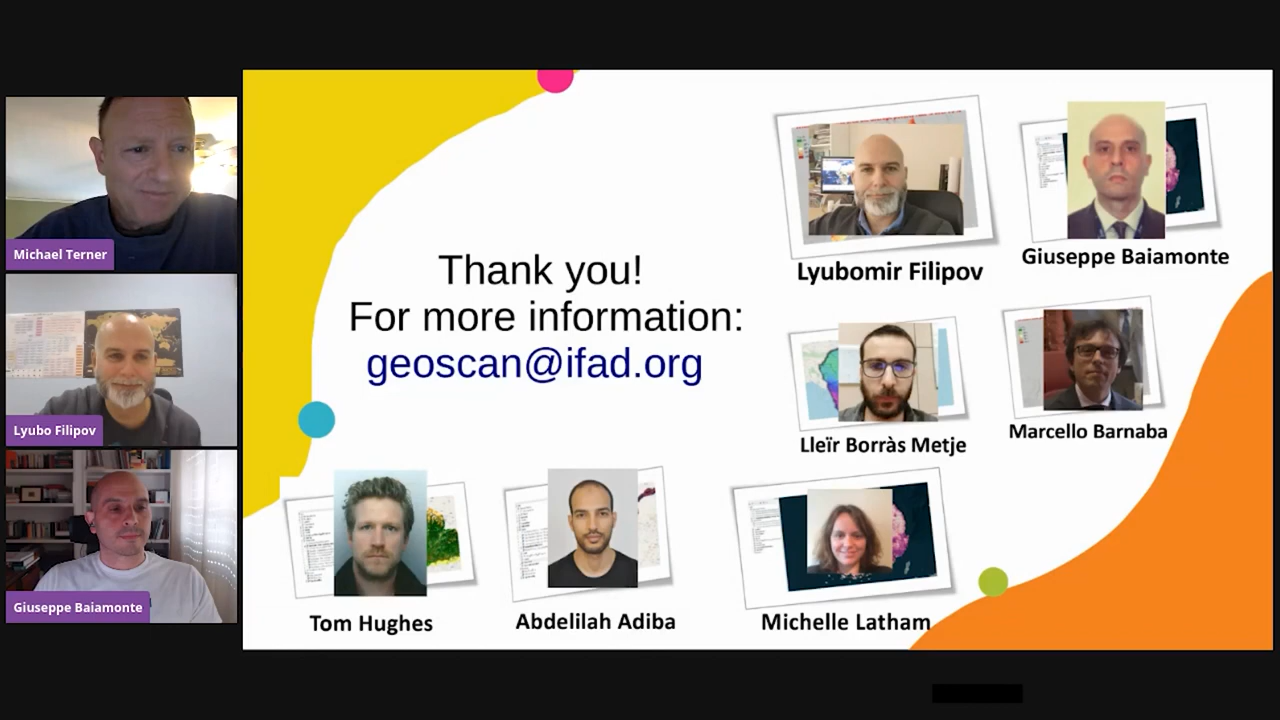 Michael Terner
Lyubo Filipov
Giuseppe Baiamonte
Thank you!
For more information:
geoscan@ifad.org
Lyubomir Filipov
Giuseppe Baiamonte
Lleïr Borràs Metje
Marcello Barnaba
Tom Hughes
Abdelilah Adiba
Michelle Latham